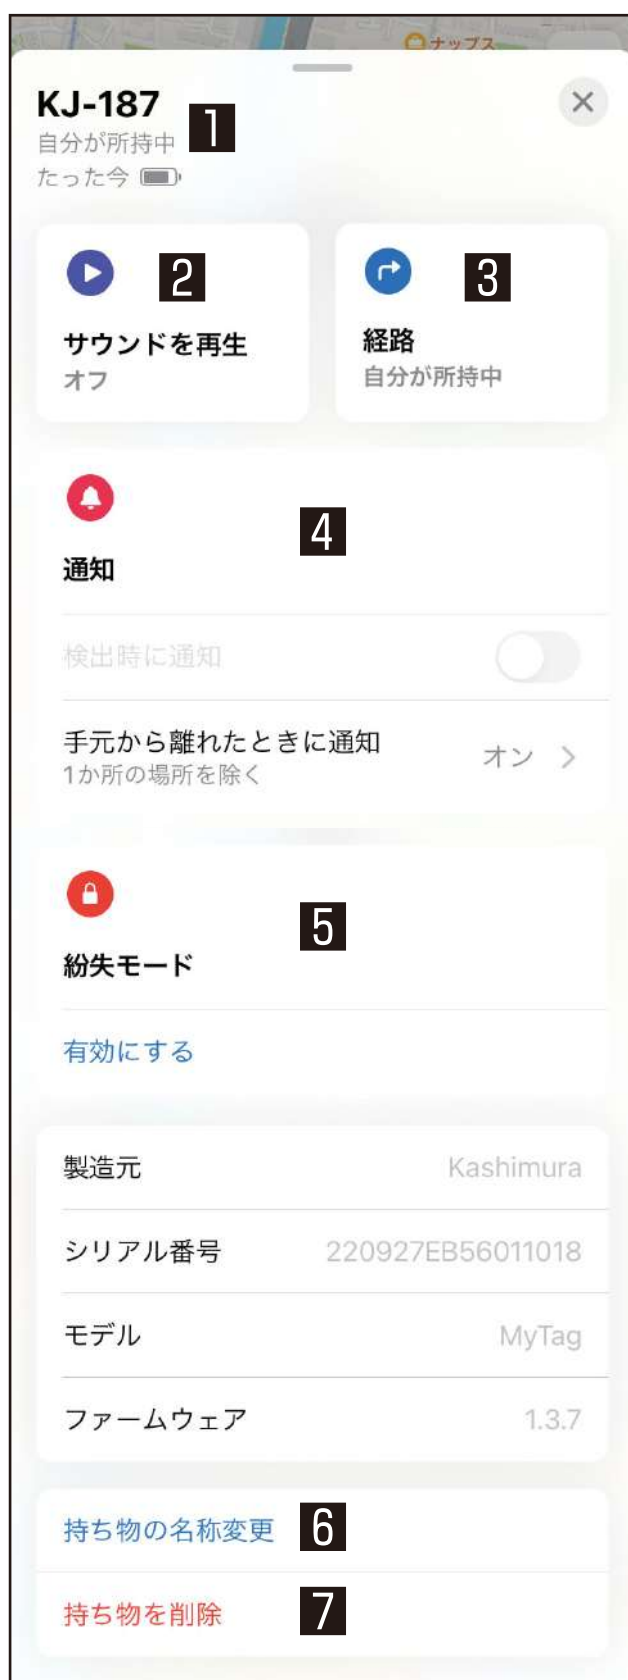 ナップス
KJ-187
自分が所持中
1
たった今
2
3
サウンドを再生
オフ
経路
自分が所持中
4
通知
検出時に通知
手元から離れたときに通知
1か所の場所を除く
オン
5
紛失モード
有効にする
製造元 Kashimura
シリアル番号 220927EB56011018
モデル MyTag
ファームウェア 1.3.7
持ち物の名称変更 6
持ち物を削除 7